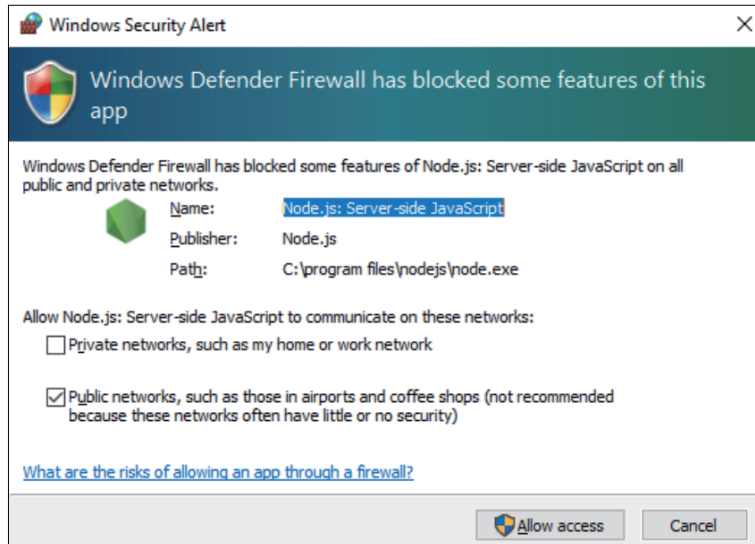 Windows Security Alert
Windows Defender Firewall has blocked some features of this
app
Windows Defender Firewall has blocked some features of Node.js: Server-side JavaScript on all
public and private networks.
Name: Node.js: Server-side JavaScript
Publisher: Node.js
Path: C:\program files\nodejs\node.exe
Allow Node.js: Server-side JavaScript to communicate on these networks:
Private networks, such as my home or work network
Public networks, such as those in airports and coffee shops (not recommended
because these networks often have little or no security)
What are the risks of allowing an app through a firewall?
Allow access Cancel